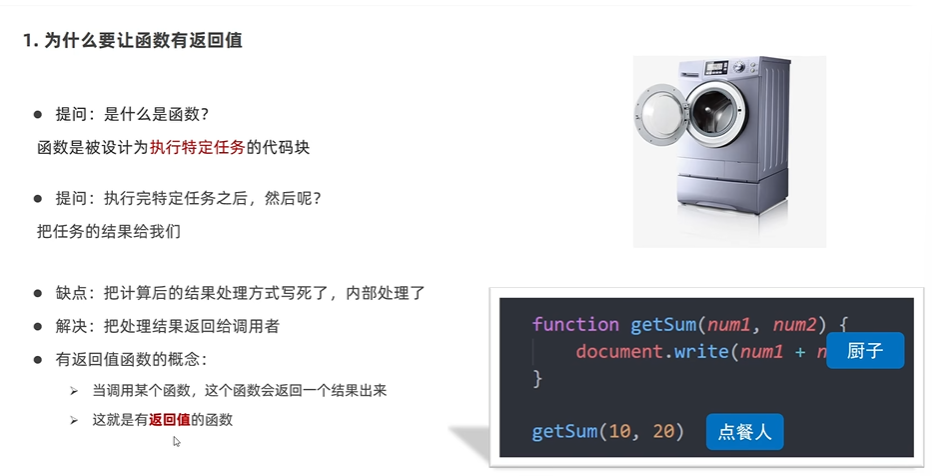 1. 为什么要让函数有返回值
提问：是什么是函数？
函数是被设计为执行特定任务的代码块
提问：执行完特定任务之后，然后呢？
把任务的结果给我们
缺点：把计算后的结果处理方式写死了，内部处理了
解决：把处理结果返回给调用者
有返回值函数的概念：
当调用某个函数，这个函数会返回一个结果出来
这就是有返回值的函数
function getSum(num1, num2) {
document.write(num1 + n
厨子
}
getSum(10, 20)
点餐人